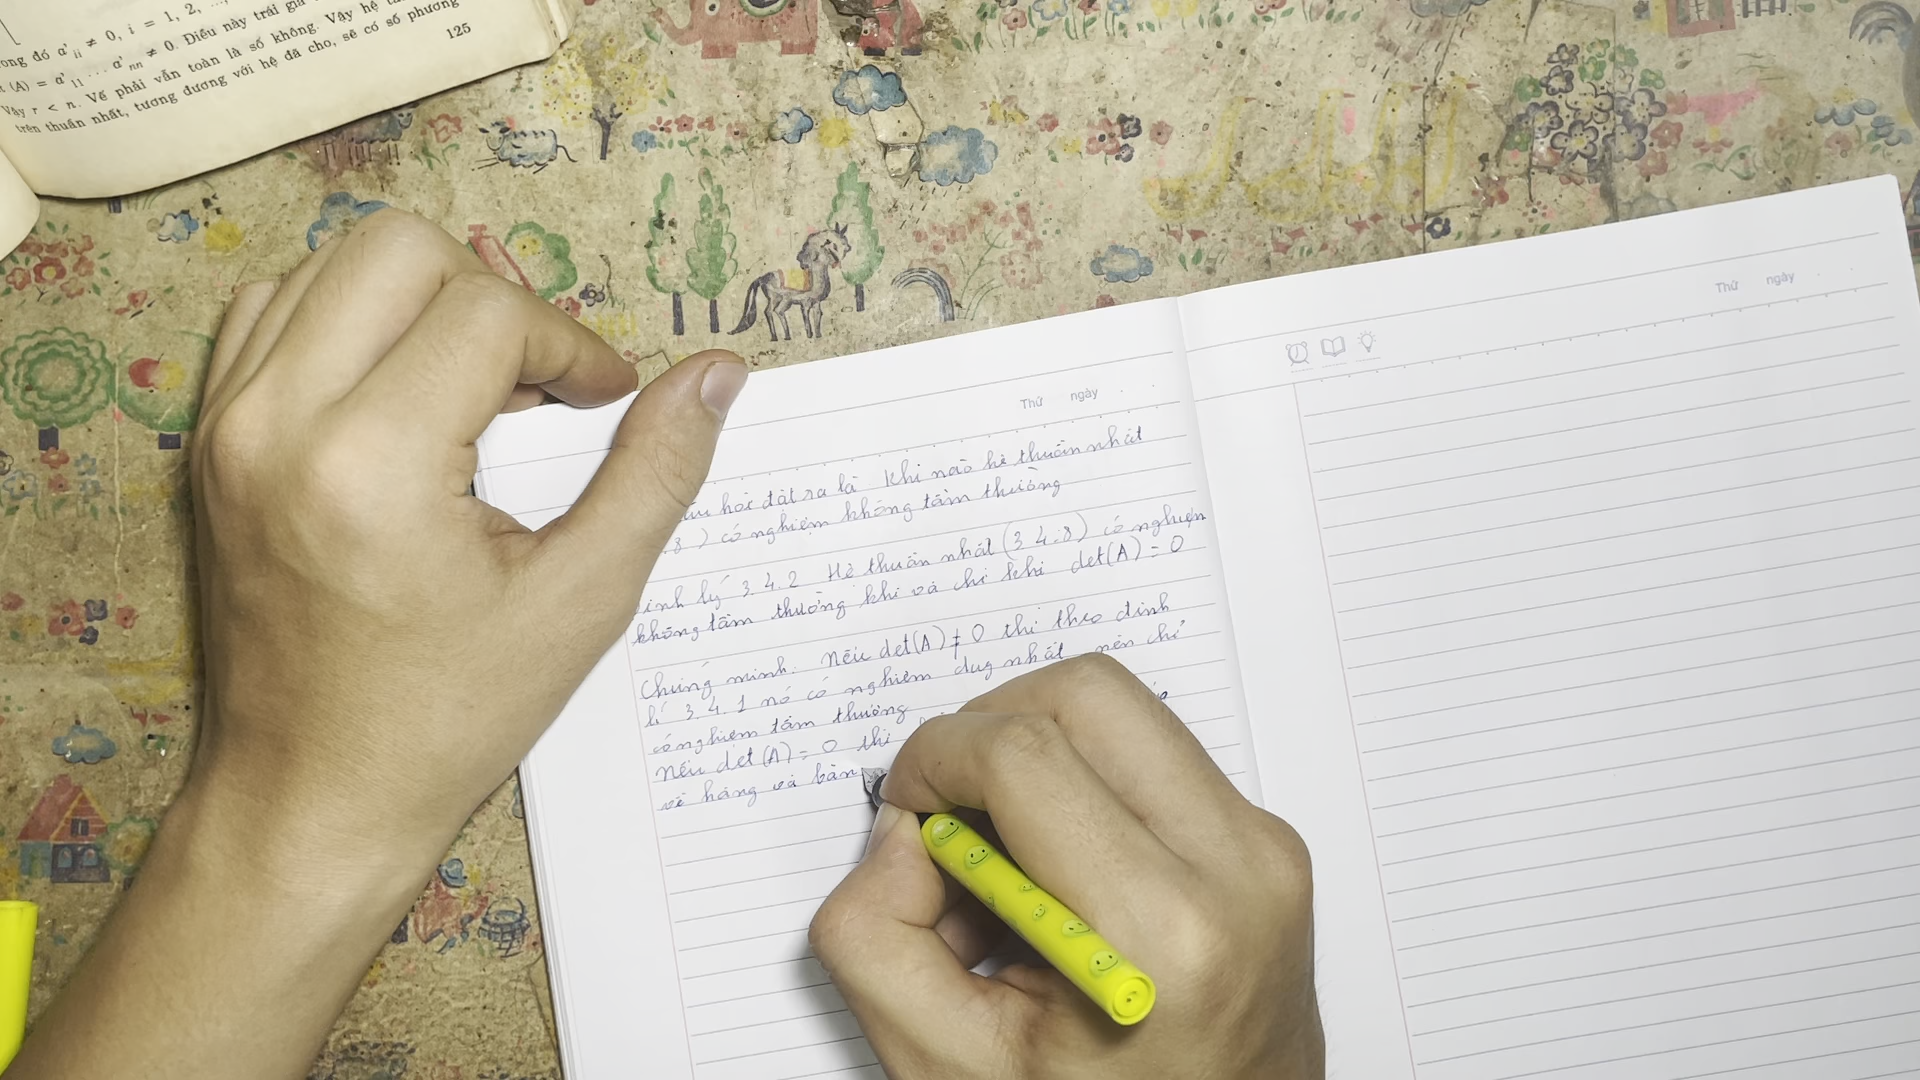 ong đó a'ii ≠ 0, i = 1, 2, ...,
(A) = a'11 ... a'nn ≠ 0. Điều này trái giả
Vậy r < n. Vế phải vẫn toàn là số không. Vậy hệ
trên thuần nhất, tương đương với hệ đã cho, sẽ có số phương
125
Thứ ngày
hỏi đặt ra là Khi nào hệ thuần nhất
.8) có nghiệm không tầm thường
ịnh lý 3.4.2 Hệ thuần nhất (3.4.8) có nghiệm
không tầm thường khi và chỉ khi det(A) = 0
Chứng minh: Nếu det(A) ≠ 0 thì theo định
lí 3.4.1 nó có nghiệm duy nhất nên chỉ
có nghiệm tầm thường
Nếu det(A) = 0 thì
về hàng và bằn
Thứ ngày